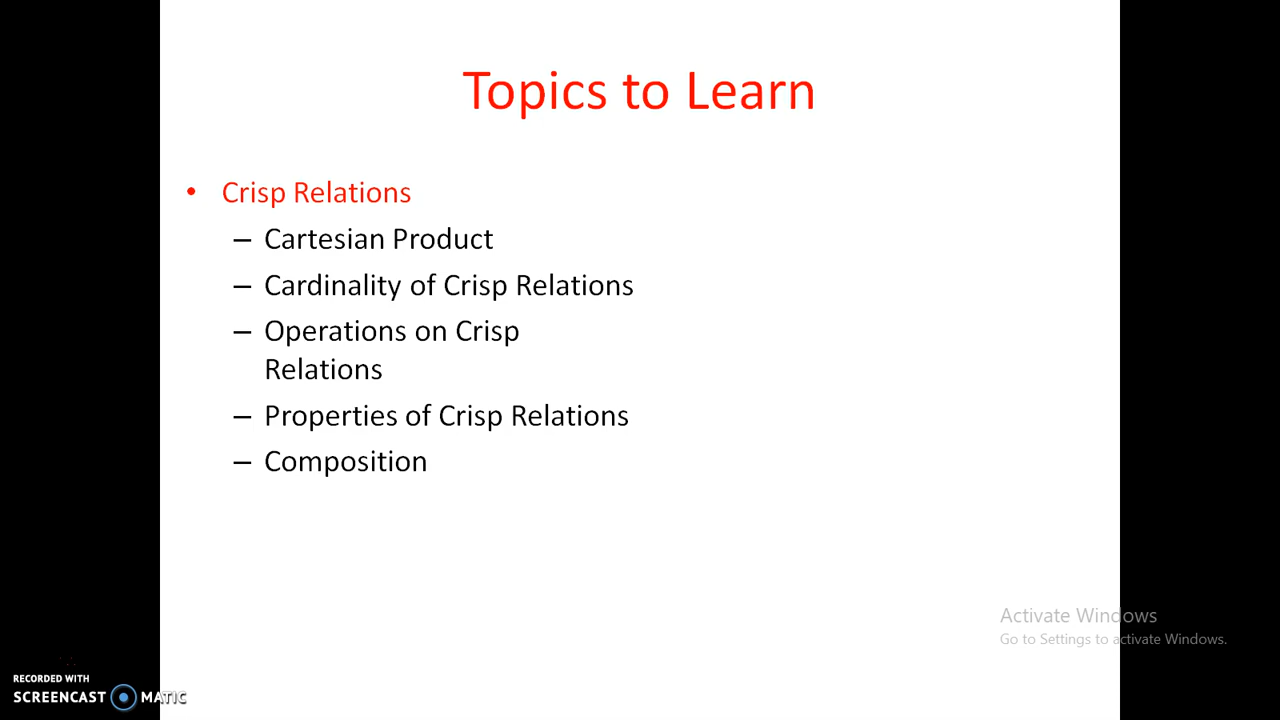 Topics to Learn
• Crisp Relations
– Cartesian Product
– Cardinality of Crisp Relations
– Operations on Crisp
Relations
– Properties of Crisp Relations
– Composition
Activate Windows
Go to Settings to activate Windows.
RECORDED WITH
SCREENCAST MATIC